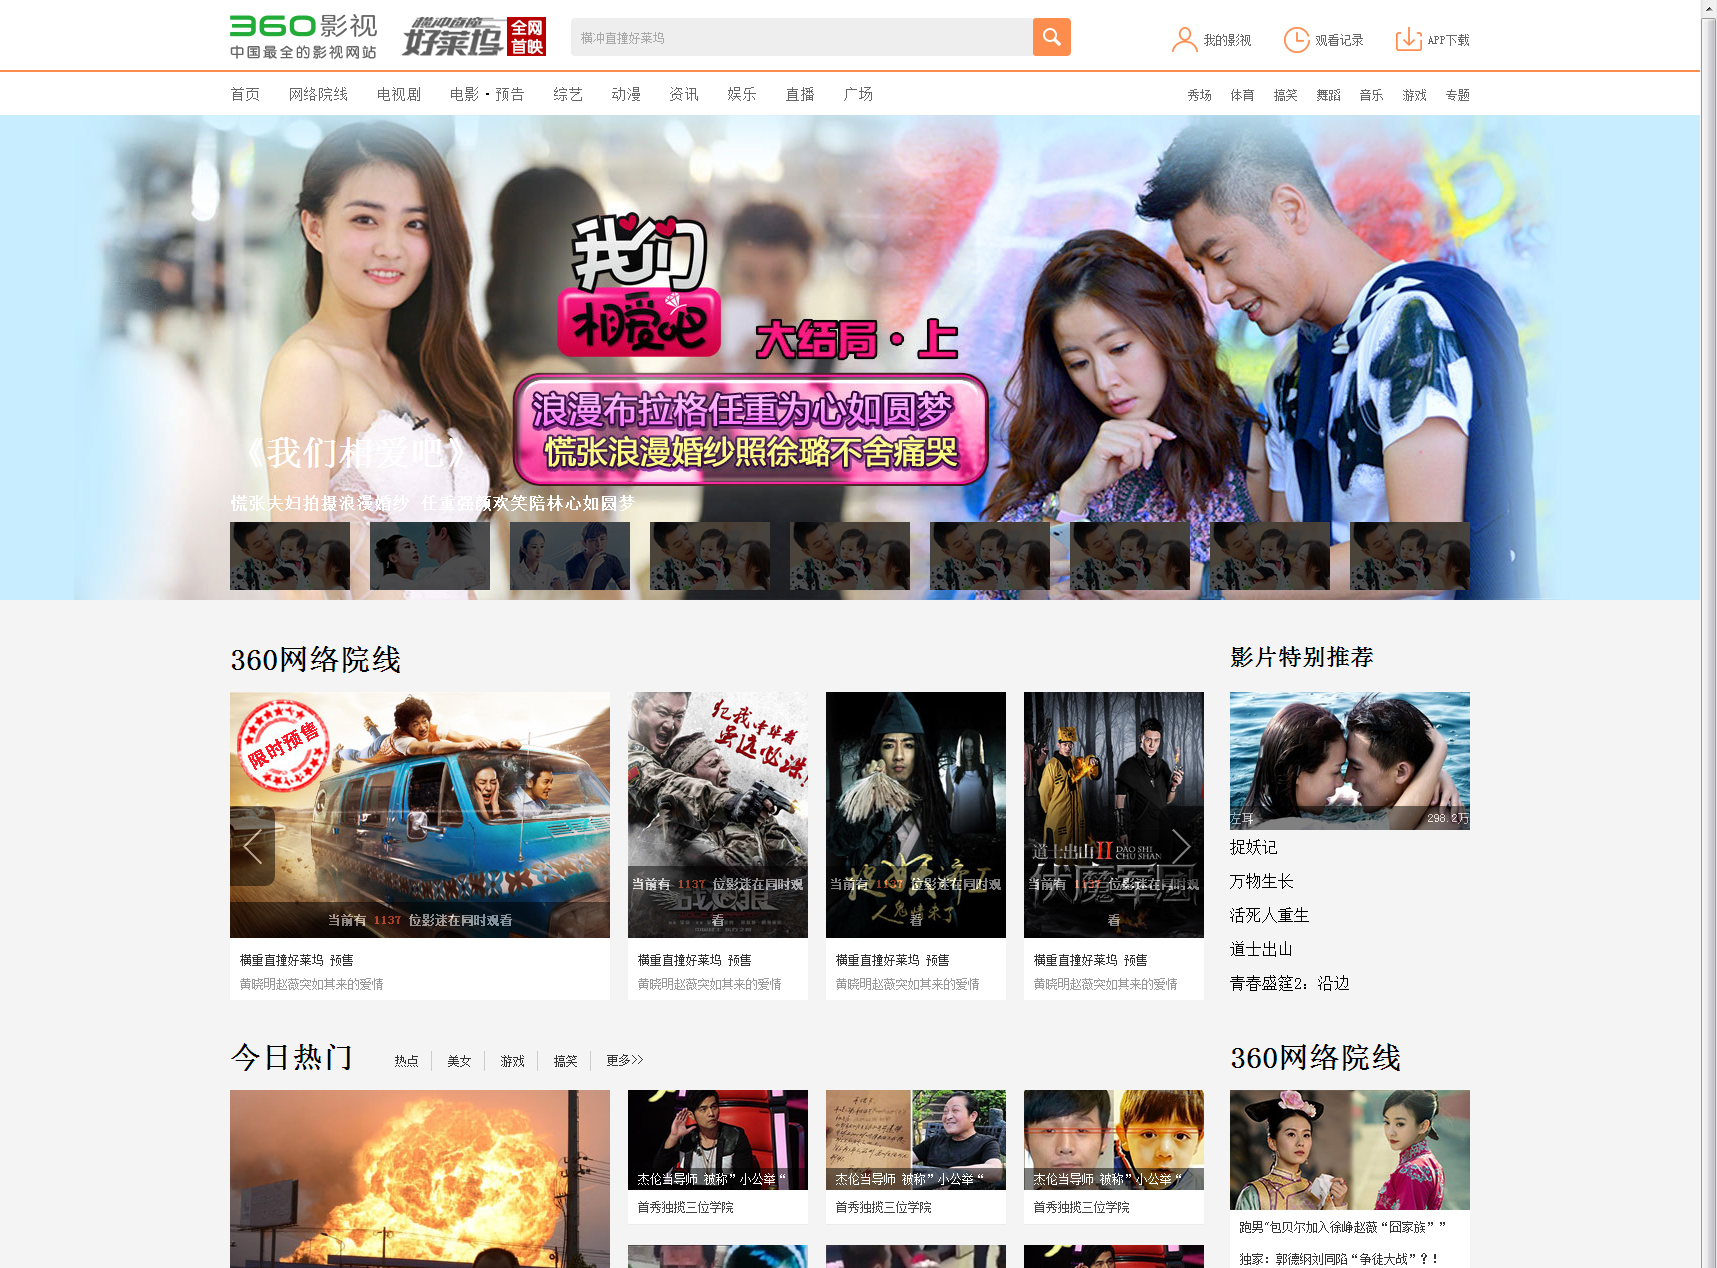 360影视
中国最全的影视网站
横冲直撞
好莱坞
全网
首映
横冲直撞好莱坞
我的影视
观看记录
APP下载
首页 网络院线 电视剧 电影·预告 综艺 动漫 资讯 娱乐 直播 广场
秀场 体育 搞笑 舞蹈 音乐 游戏 专题
我们
相爱吧
大结局·上
浪漫布拉格任重为心如圆梦
慌张浪漫婚纱照徐璐不舍痛哭
《我们相爱吧》
慌张夫妇拍摄浪漫婚纱 任重强颜欢笑陪林心如圆梦
360网络院线
限时预售
当前有 1137 位影迷在同时观看
横重直撞好莱坞 预售
黄晓明赵薇突如其来的爱情
犯我中华者
虽远必诛
战狼
当前有 1137 位影迷在同时观
看
横重直撞好莱坞 预售
黄晓明赵薇突如其来的爱情
人鬼情未了
当前有 1137 位影迷在同时观
看
横重直撞好莱坞 预售
黄晓明赵薇突如其来的爱情
道士出山II DAO SHI
CHU SHAN
伏魔军团
当前有 1137 位影迷在同时观
看
横重直撞好莱坞 预售
黄晓明赵薇突如其来的爱情
影片特别推荐
左耳 298.2万
捉妖记
万物生长
活死人重生
道士出山
青春盛筵2：沿边
今日热门
热点 美女 游戏 搞笑 更多>>
杰伦当导师 被称”小公举“
首秀独揽三位学院
杰伦当导师 被称”小公举“
首秀独揽三位学院
杰伦当导师 被称”小公举“
首秀独揽三位学院
360网络院线
跑男“包贝尔加入徐峥赵薇“囧家族””
独家：郭德纲刘同陷“争徒大战”？！